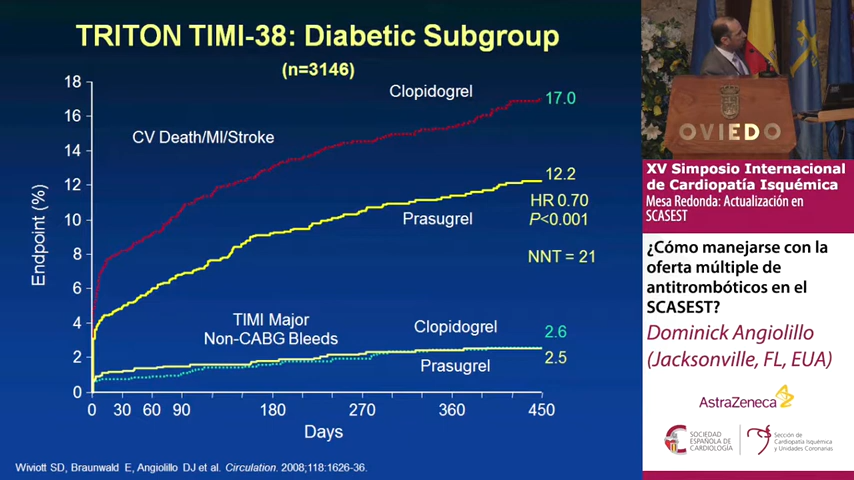 TRITON TIMI-38: Diabetic Subgroup
(n=3146)
Endpoint (%)
18
16
14
12
10
8
6
4
2
0
CV Death/MI/Stroke
Clopidogrel
17.0
12.2
HR 0.70
P<0.001
Prasugrel
NNT = 21
TIMI Major
Non-CABG Bleeds
Clopidogrel
2.6
Prasugrel
2.5
0 30 60 90 180 270 360 450
Days
Wiviott SD, Braunwald E, Angiolillo DJ et al. Circulation. 2008;118:1626-36.
OVIEDO
XV Simposio Internacional
de Cardiopatía Isquémica
Mesa Redonda: Actualización en
SCASEST
¿Cómo manejarse con la
oferta múltiple de
antitrombóticos en el
SCASEST?
Dominick Angiolillo
(Jacksonville, FL, EUA)
AstraZeneca
SOCIEDAD
ESPAÑOLA DE
CARDIOLOGÍA
Sección de
Cardiopatía Isquémica
y Unidades Coronarias